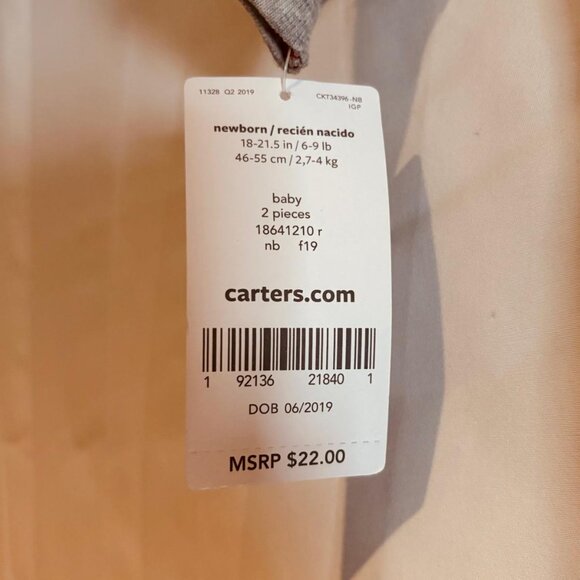 11328 Q2 2019
CKT34396-NB
IGP
newborn / recién nacido
18-21.5 in / 6-9 lb
46-55 cm / 2,7-4 kg
baby
2 pieces
18641210 r
nb f19
carters.com
1 92136 21840 1
DOB 06/2019
MSRP $22.00